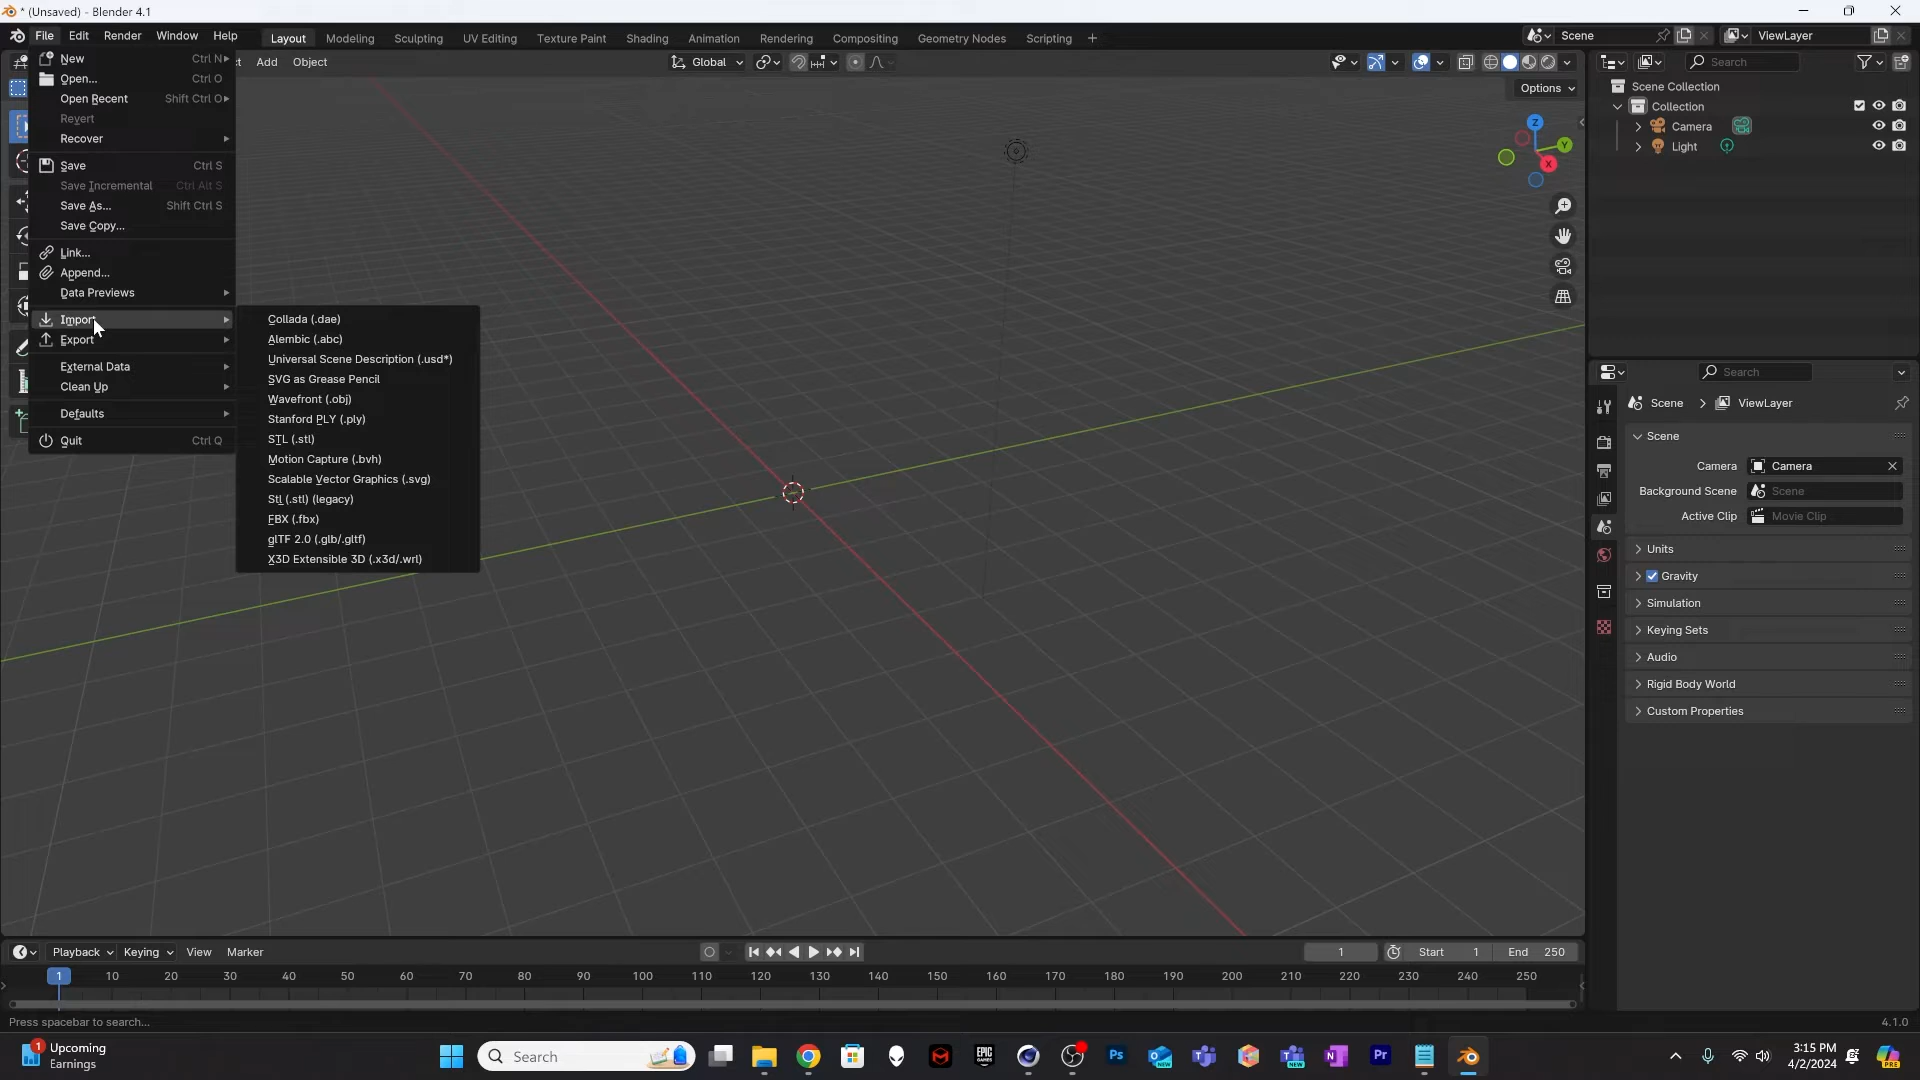 * (Unsaved) - Blender 4.1
File Edit Render Window Help Layout Modeling Sculpting UV Editing Texture Paint Shading Animation Rendering Compositing Geometry Nodes Scripting + Scene ViewLayer
Add Object Global Search
Options
New Ctrl N
Open... Ctrl O
Open Recent Shift Ctrl O
Revert
Recover
Save Ctrl S
Save Incremental Ctrl Alt S
Save As... Shift Ctrl S
Save Copy...
Link...
Append...
Data Previews
Import
Export
External Data
Clean Up
Defaults
Quit Ctrl Q
Collada (.dae)
Alembic (.abc)
Universal Scene Description (.usd*)
SVG as Grease Pencil
Wavefront (.obj)
Stanford PLY (.ply)
STL (.stl)
Motion Capture (.bvh)
Scalable Vector Graphics (.svg)
Stl (.stl) (legacy)
FBX (.fbx)
glTF 2.0 (.glb/.gltf)
X3D Extensible 3D (.x3d/.wrl)
Z
Y
X
Scene Collection
Collection
Camera
Light
Search
Scene > ViewLayer
Scene
Camera Camera
Background Scene Scene
Active Clip Movie Clip
Units
Gravity
Simulation
Keying Sets
Audio
Rigid Body World
Custom Properties
Playback Keying View Marker 1 Start 1 End 250
1 10 20 30 40 50 60 70 80 90 100 110 120 130 140 150 160 170 180 190 200 210 220 230 240 250
Press spacebar to search... 4.1.0
1 Upcoming
Earnings
Search
EPIC GAMES
Ps
NEW
NEW
Pr
3:15 PM
4/2/2024
PRE